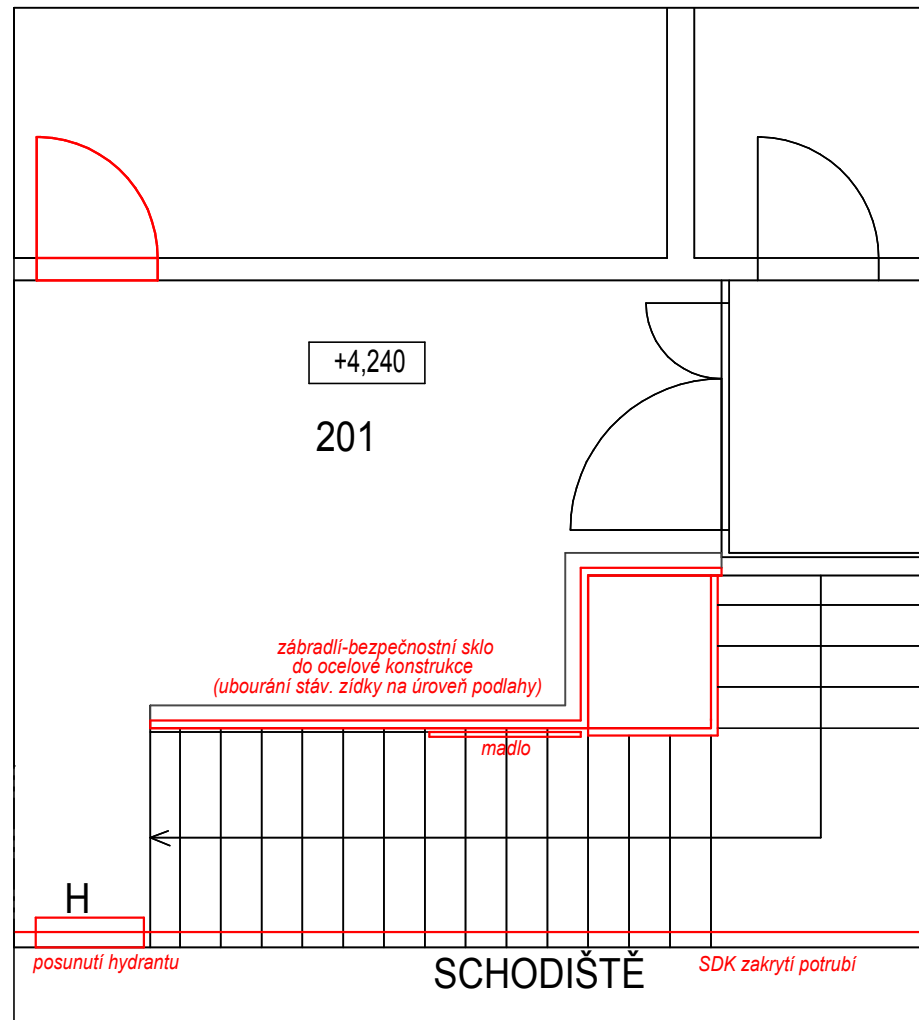 +4,240
201
zábradlí-bezpečnostní sklo
do ocelové konstrukce
(ubourání stáv. zídky na úroveň podlahy)
madlo
H
posunutí hydrantu
SCHODIŠTĚ
SDK zakrytí potrubí